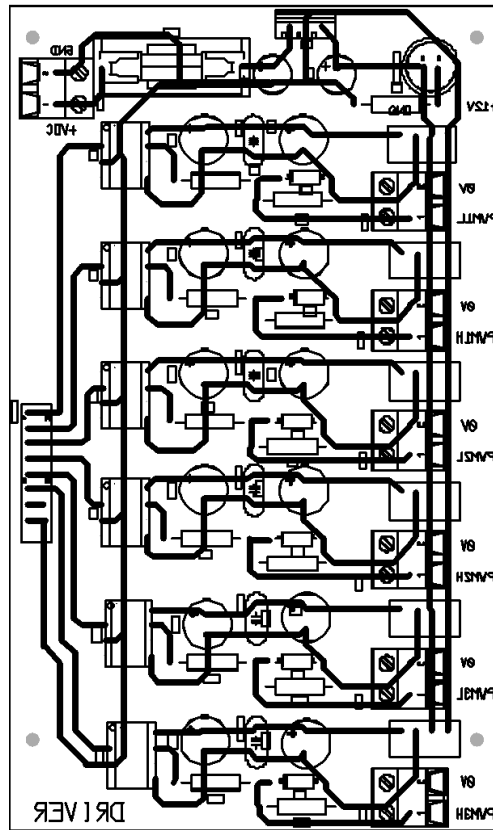 GND
+VDC
GND
+12V
0V
PWM1L
0V
PWM1H
0V
PWM2L
0V
PWM2H
0V
PWM3L
0V
PWM3H
DRIVER